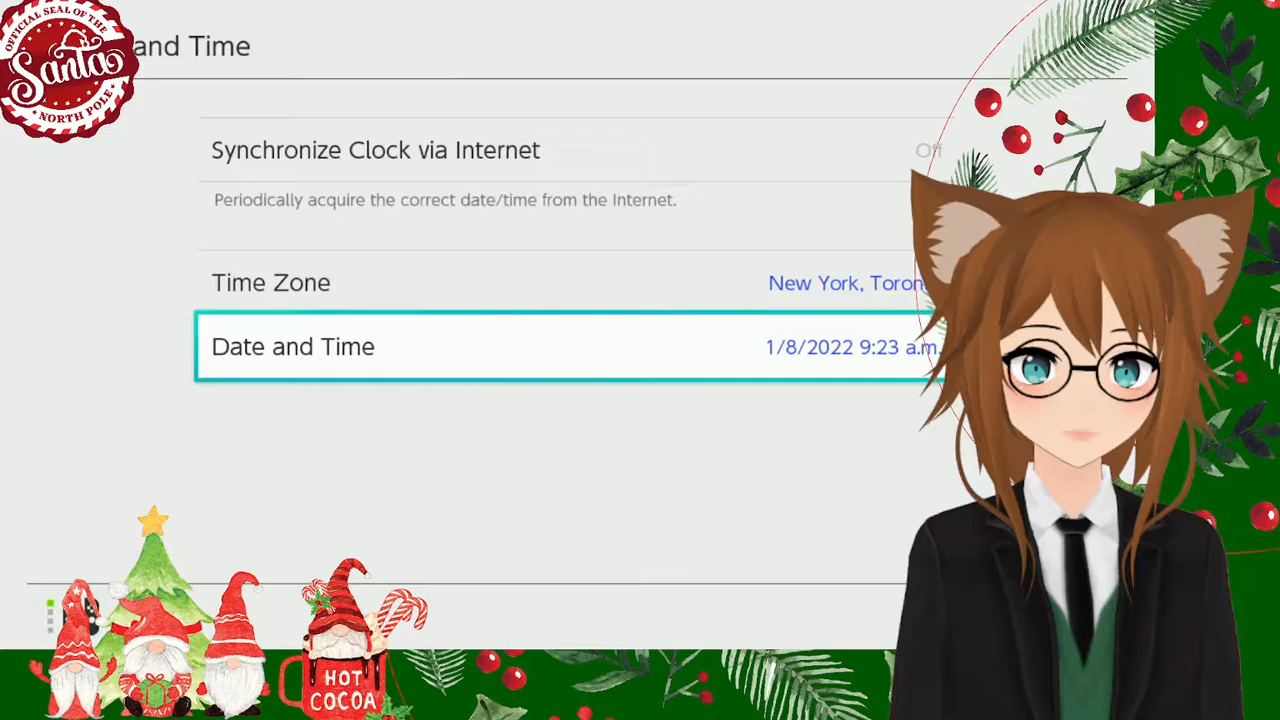 OFFICIAL SEAL OF THE
Santa
NORTH POLE
and Time
Synchronize Clock via Internet Off
Periodically acquire the correct date/time from the Internet.
Time Zone New York, Toron
Date and Time 1/8/2022 9:23 a.m.
HOT
COCOA